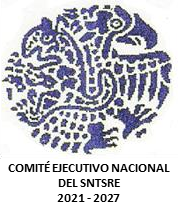 COMITÉ EJECUTIVO NACIONAL
DEL SNTSRE
2021 - 2027